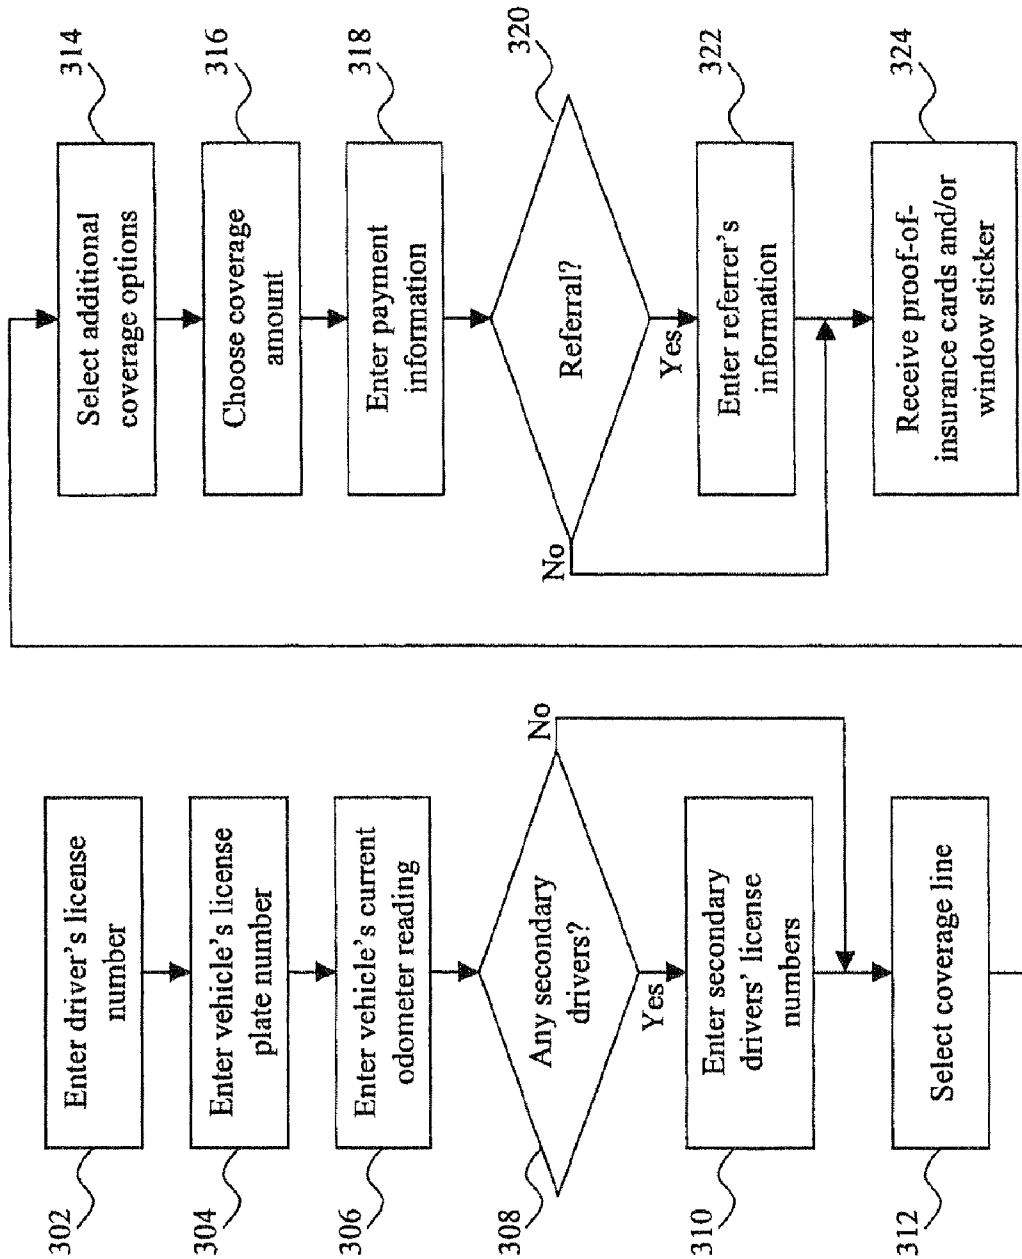 302
Enter driver's license
number
304
Enter vehicle's license
plate number
306
Enter vehicle's current
odometer reading
308
Any secondary
drivers?
No
Yes
310
Enter secondary
drivers' license
numbers
312
Select coverage line
314
Select additional
coverage options
316
Choose coverage
amount
318
Enter payment
information
320
Referral?
No
Yes
322
Enter referrer's
information
324
Receive proof-of-
insurance cards and/or
window sticker